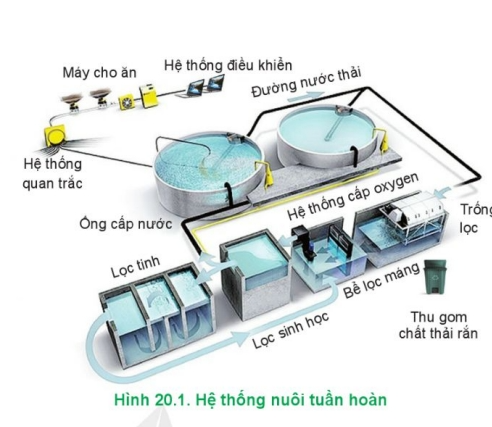 Máy cho ăn
Hệ thống điều khiển
Đường nước thải
Hệ thống
quan trắc
Ống cấp nước
Hệ thống cấp oxygen
Trống
lọc
Lọc tinh
Bể lọc máng
Lọc sinh học
Thu gom
chất thải rắn
Hình 20.1. Hệ thống nuôi tuần hoàn